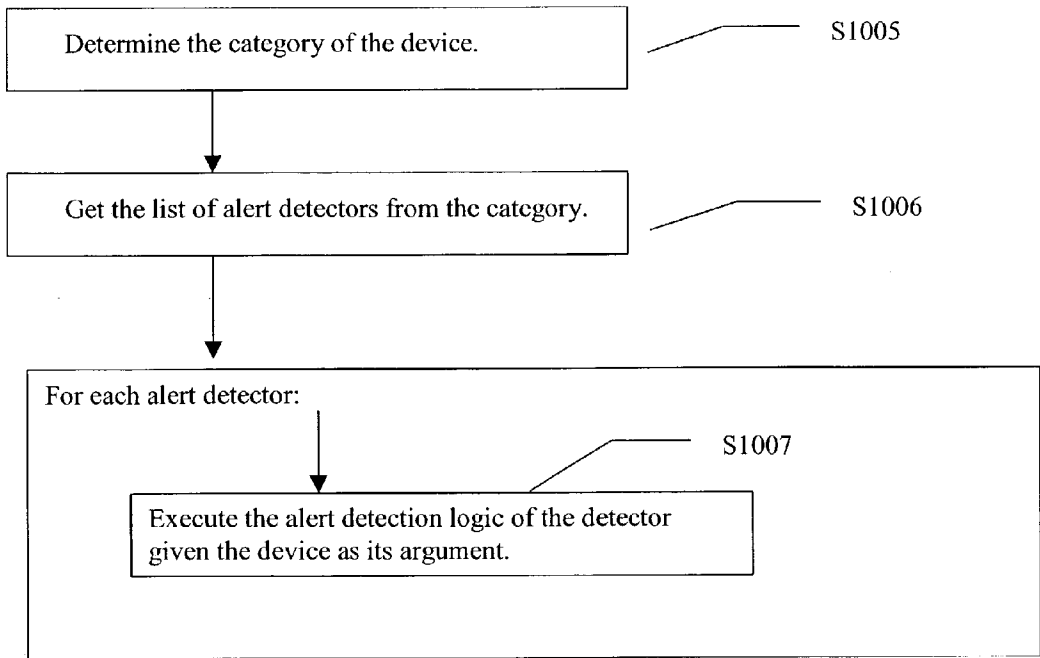 Determine the category of the device.
S1005
Get the list of alert detectors from the category.
S1006
For each alert detector:
S1007
Execute the alert detection logic of the detector
given the device as its argument.